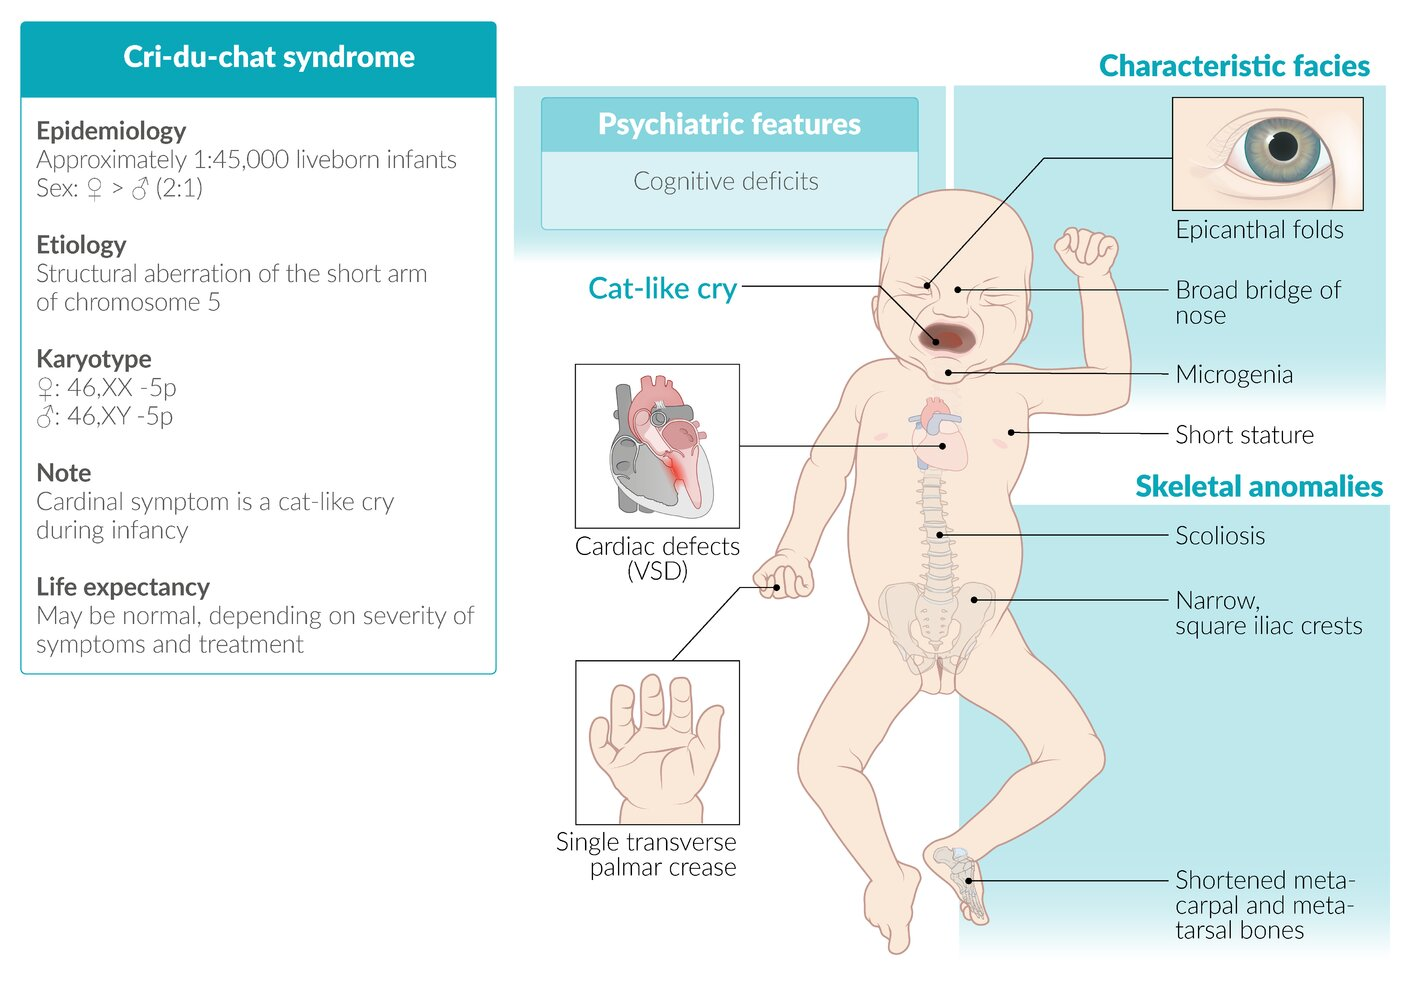 Cri-du-chat syndrome
Epidemiology
Approximately 1:45,000 liveborn infants
Sex: ♀ > ♂ (2:1)
Etiology
Structural aberration of the short arm
of chromosome 5
Karyotype
♀: 46,XX -5p
♂: 46,XY -5p
Note
Cardinal symptom is a cat-like cry
during infancy
Life expectancy
May be normal, depending on severity of
symptoms and treatment
Psychiatric features
Cognitive deficits
Cat-like cry
Cardiac defects
(VSD)
Single transverse
palmar crease
Characteristic facies
Epicanthal folds
Broad bridge of
nose
Microgenia
Short stature
Skeletal anomalies
Scoliosis
Narrow,
square iliac crests
Shortened meta-
carpal and meta-
tarsal bones